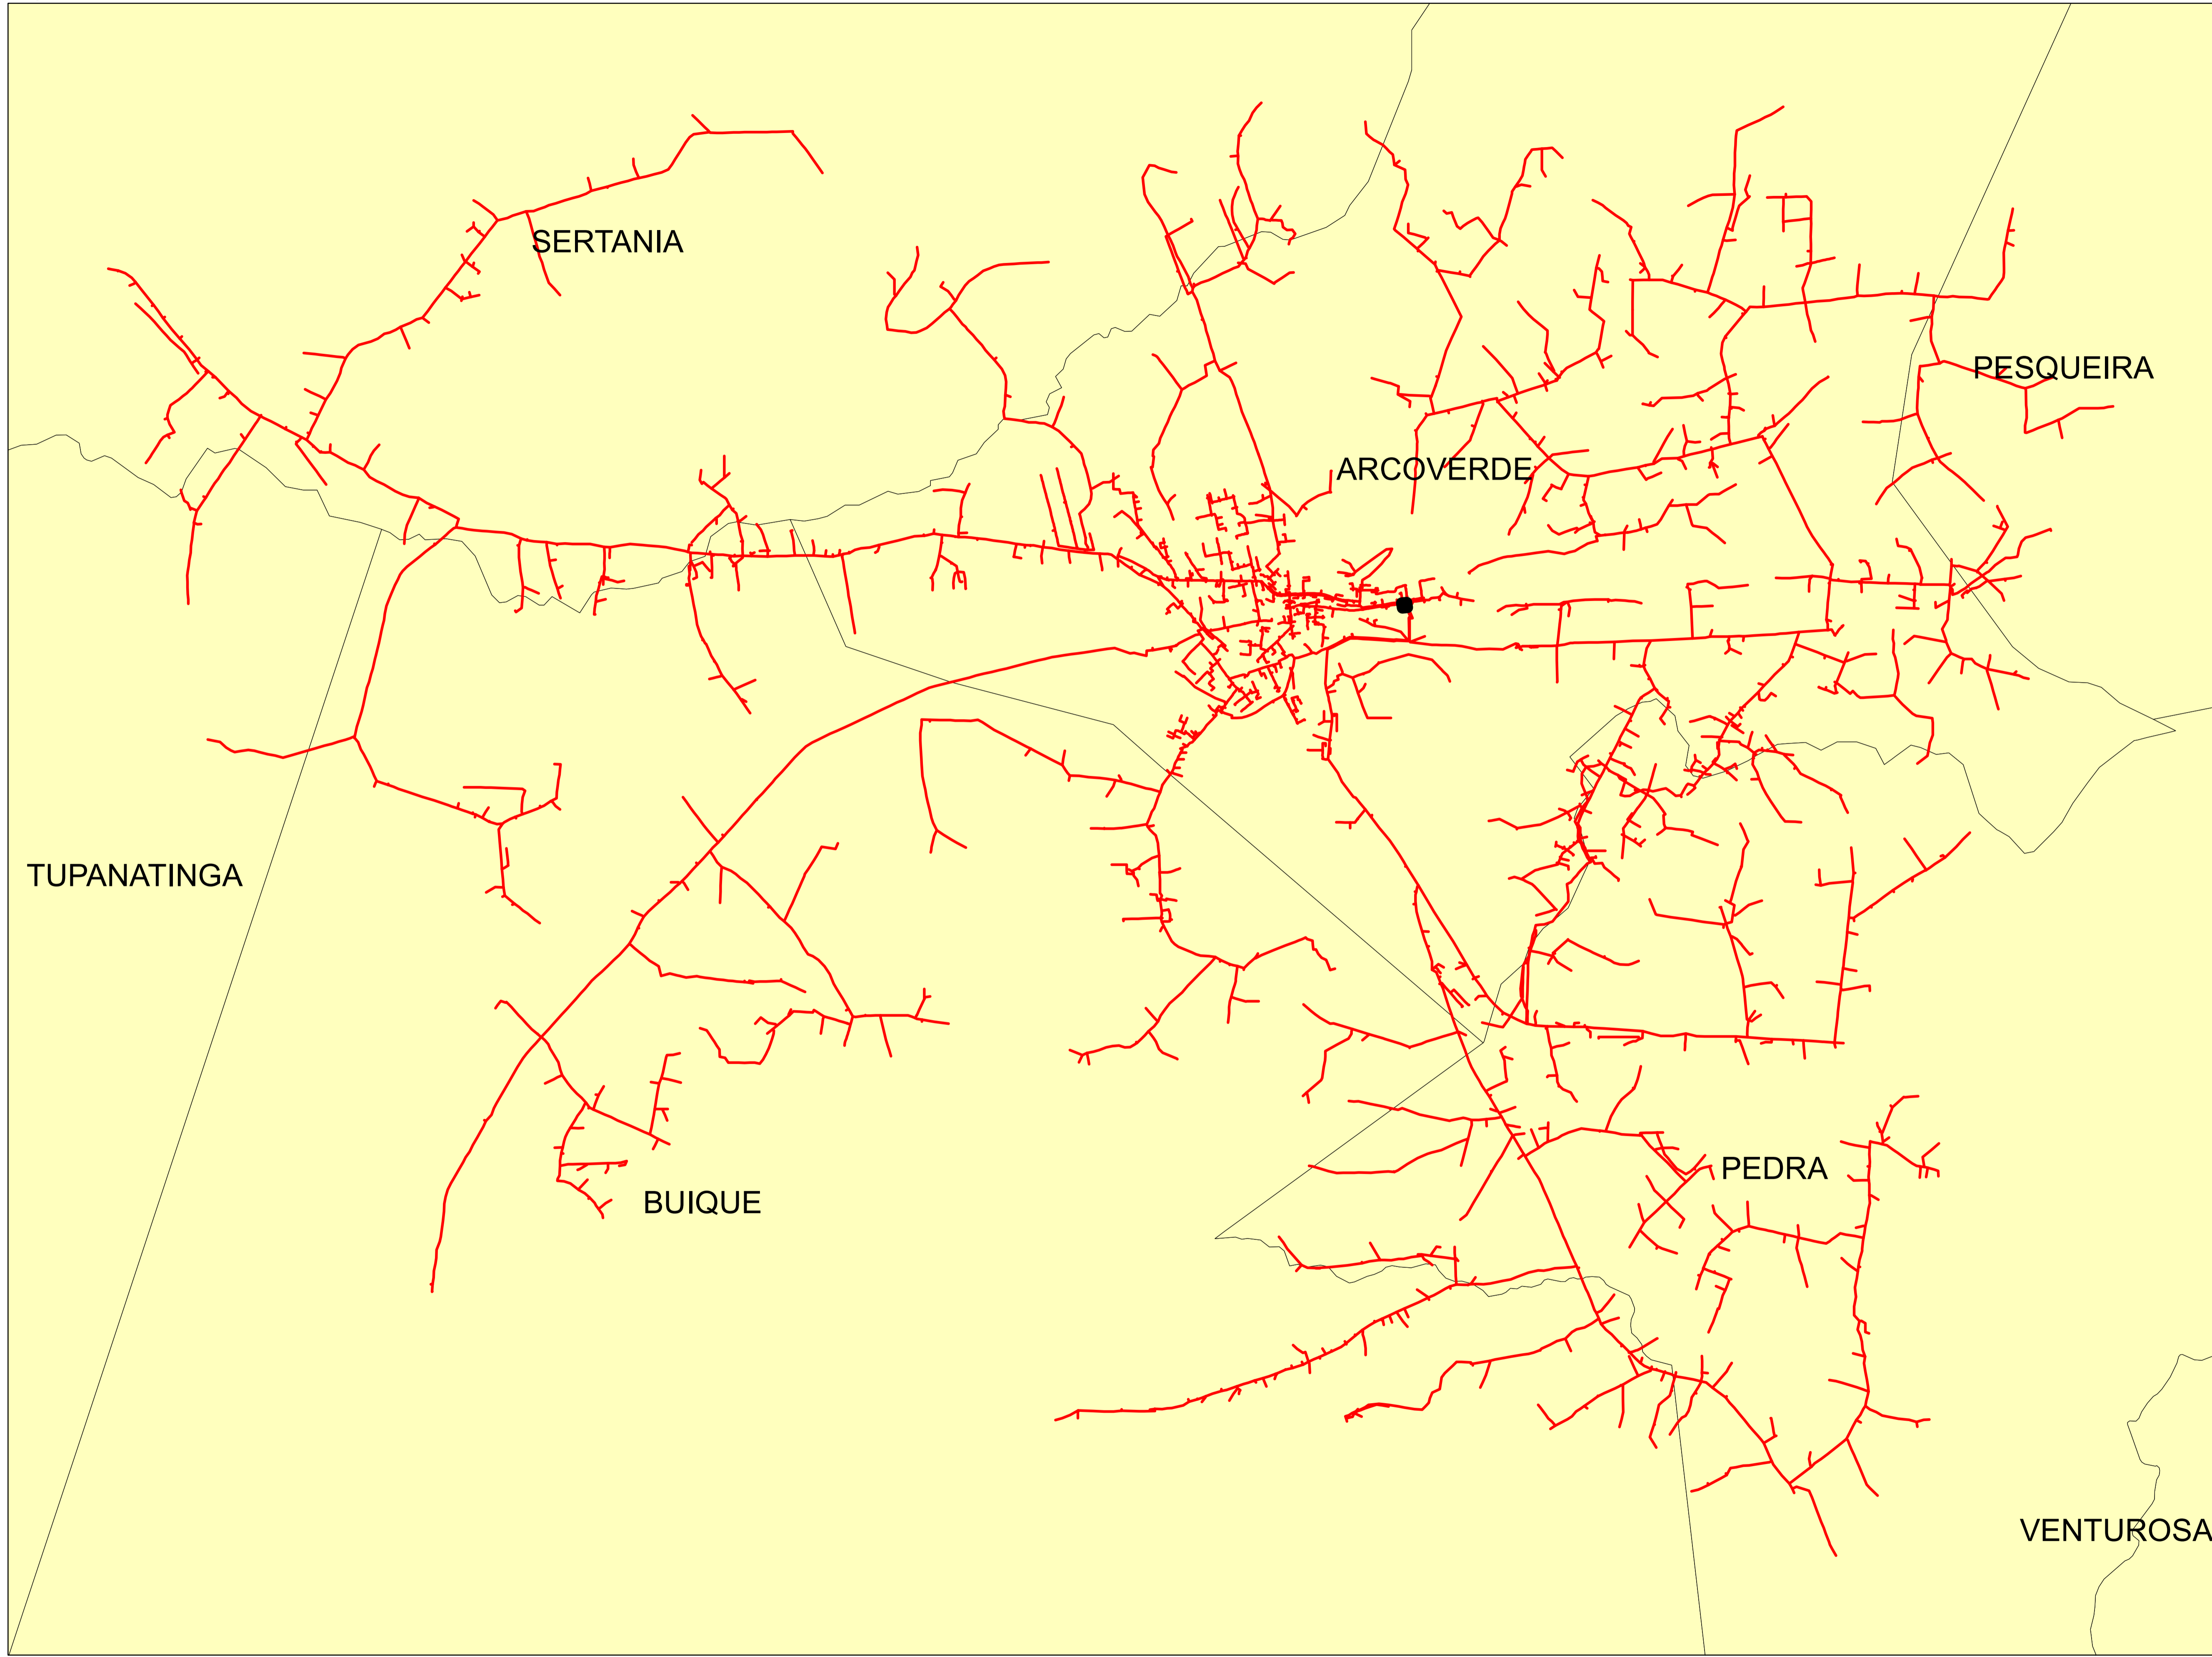 SERTANIA
PESQUEIRA
ARCOVERDE
TUPANATINGA
PEDRA
BUIQUE
VENTUROSA